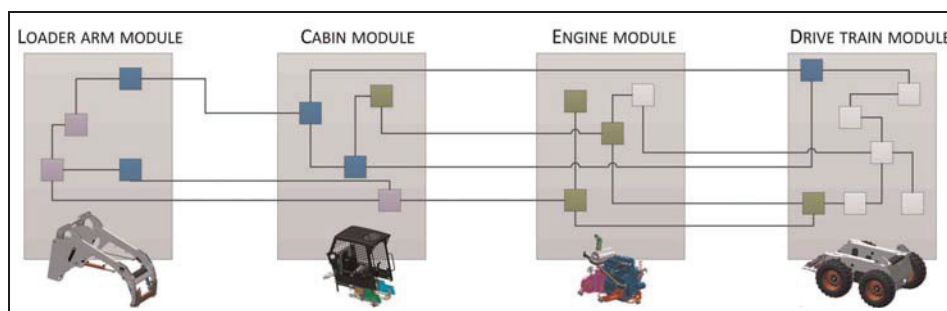 LOADER ARM MODULE
CABIN MODULE
ENGINE MODULE
DRIVE TRAIN MODULE